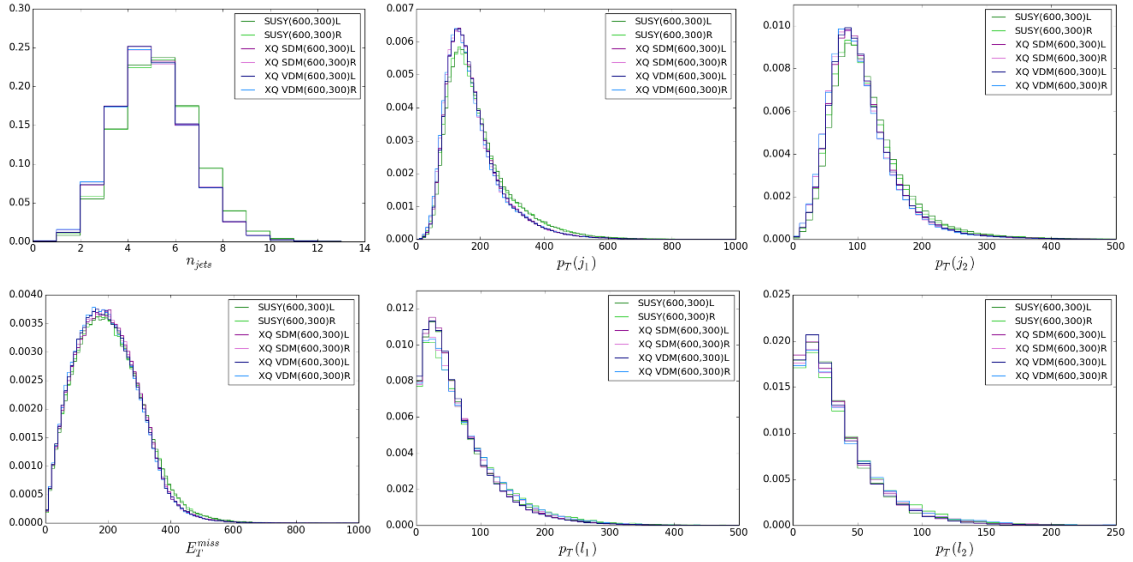 0.30
0.25
0.20
0.15
0.10
0.05
0.00
0 2 4 6 8 10 12 14
n_jets
SUSY(600,300)L
SUSY(600,300)R
XQ SDM(600,300)L
XQ SDM(600,300)R
XQ VDM(600,300)L
XQ VDM(600,300)R
0.007
0.006
0.005
0.004
0.003
0.002
0.001
0.000
0 200 400 600 800 1000
p_T(j_1)
SUSY(600,300)L
SUSY(600,300)R
XQ SDM(600,300)L
XQ SDM(600,300)R
XQ VDM(600,300)L
XQ VDM(600,300)R
0.010
0.008
0.006
0.004
0.002
0.000
0 100 200 300 400 500
p_T(j_2)
SUSY(600,300)L
SUSY(600,300)R
XQ SDM(600,300)L
XQ SDM(600,300)R
XQ VDM(600,300)L
XQ VDM(600,300)R
0.0040
0.0035
0.0030
0.0025
0.0020
0.0015
0.0010
0.0005
0.0000
0 200 400 600 800 1000
E_T^miss
SUSY(600,300)L
SUSY(600,300)R
XQ SDM(600,300)L
XQ SDM(600,300)R
XQ VDM(600,300)L
XQ VDM(600,300)R
0.012
0.010
0.008
0.006
0.004
0.002
0.000
0 100 200 300 400 500
p_T(l_1)
SUSY(600,300)L
SUSY(600,300)R
XQ SDM(600,300)L
XQ SDM(600,300)R
XQ VDM(600,300)L
XQ VDM(600,300)R
0.025
0.020
0.015
0.010
0.005
0.000
0 50 100 150 200 250
p_T(l_2)
SUSY(600,300)L
SUSY(600,300)R
XQ SDM(600,300)L
XQ SDM(600,300)R
XQ VDM(600,300)L
XQ VDM(600,300)R